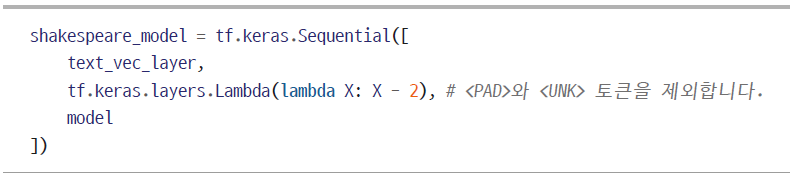 shakespeare_model = tf.keras.Sequential([
    text_vec_layer,
    tf.keras.layers.Lambda(lambda X: X - 2), # <PAD>와 <UNK> 토큰을 제외합니다.
    model
])